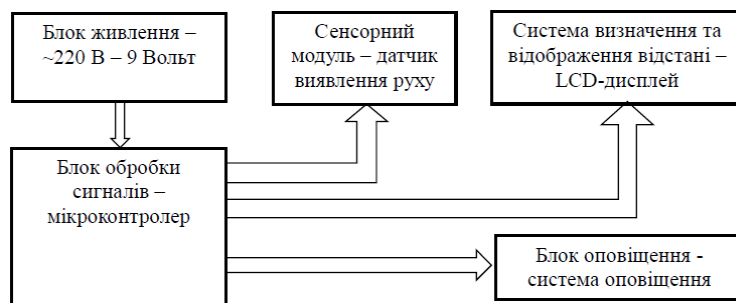 Блок живлення –
~220 В – 9 Вольт
Сенсорний
модуль – датчик
виявлення руху
Система визначення та
відображення відстані –
LCD-дисплей
Блок обробки
сигналів –
мікроконтролер
Блок оповіщення -
система оповіщення